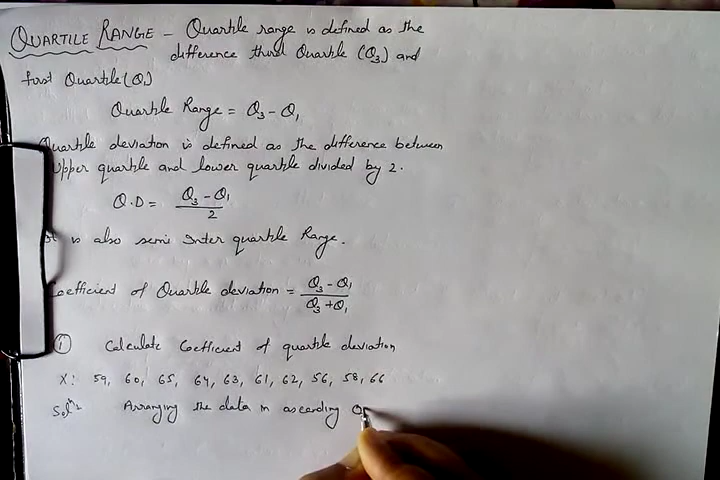 QUARTILE RANGE - Quartile range is defined as the
difference third Quartile (Q3) and
first Quartile (Q1)
Quartile Range = Q3 - Q1
Quartile deviation is defined as the difference between
Upper quartile and lower quartile divided by 2.
Q.D = Q3 - Q1 / 2
It is also semi Inter quartile Range.
Coefficient of Quartile deviation = Q3 - Q1 / Q3 + Q1
(i) Calculate Coefficient of quartile deviation
X: 59, 60, 65, 64, 63, 61, 62, 56, 58, 66
Soln Arranging the data in ascending